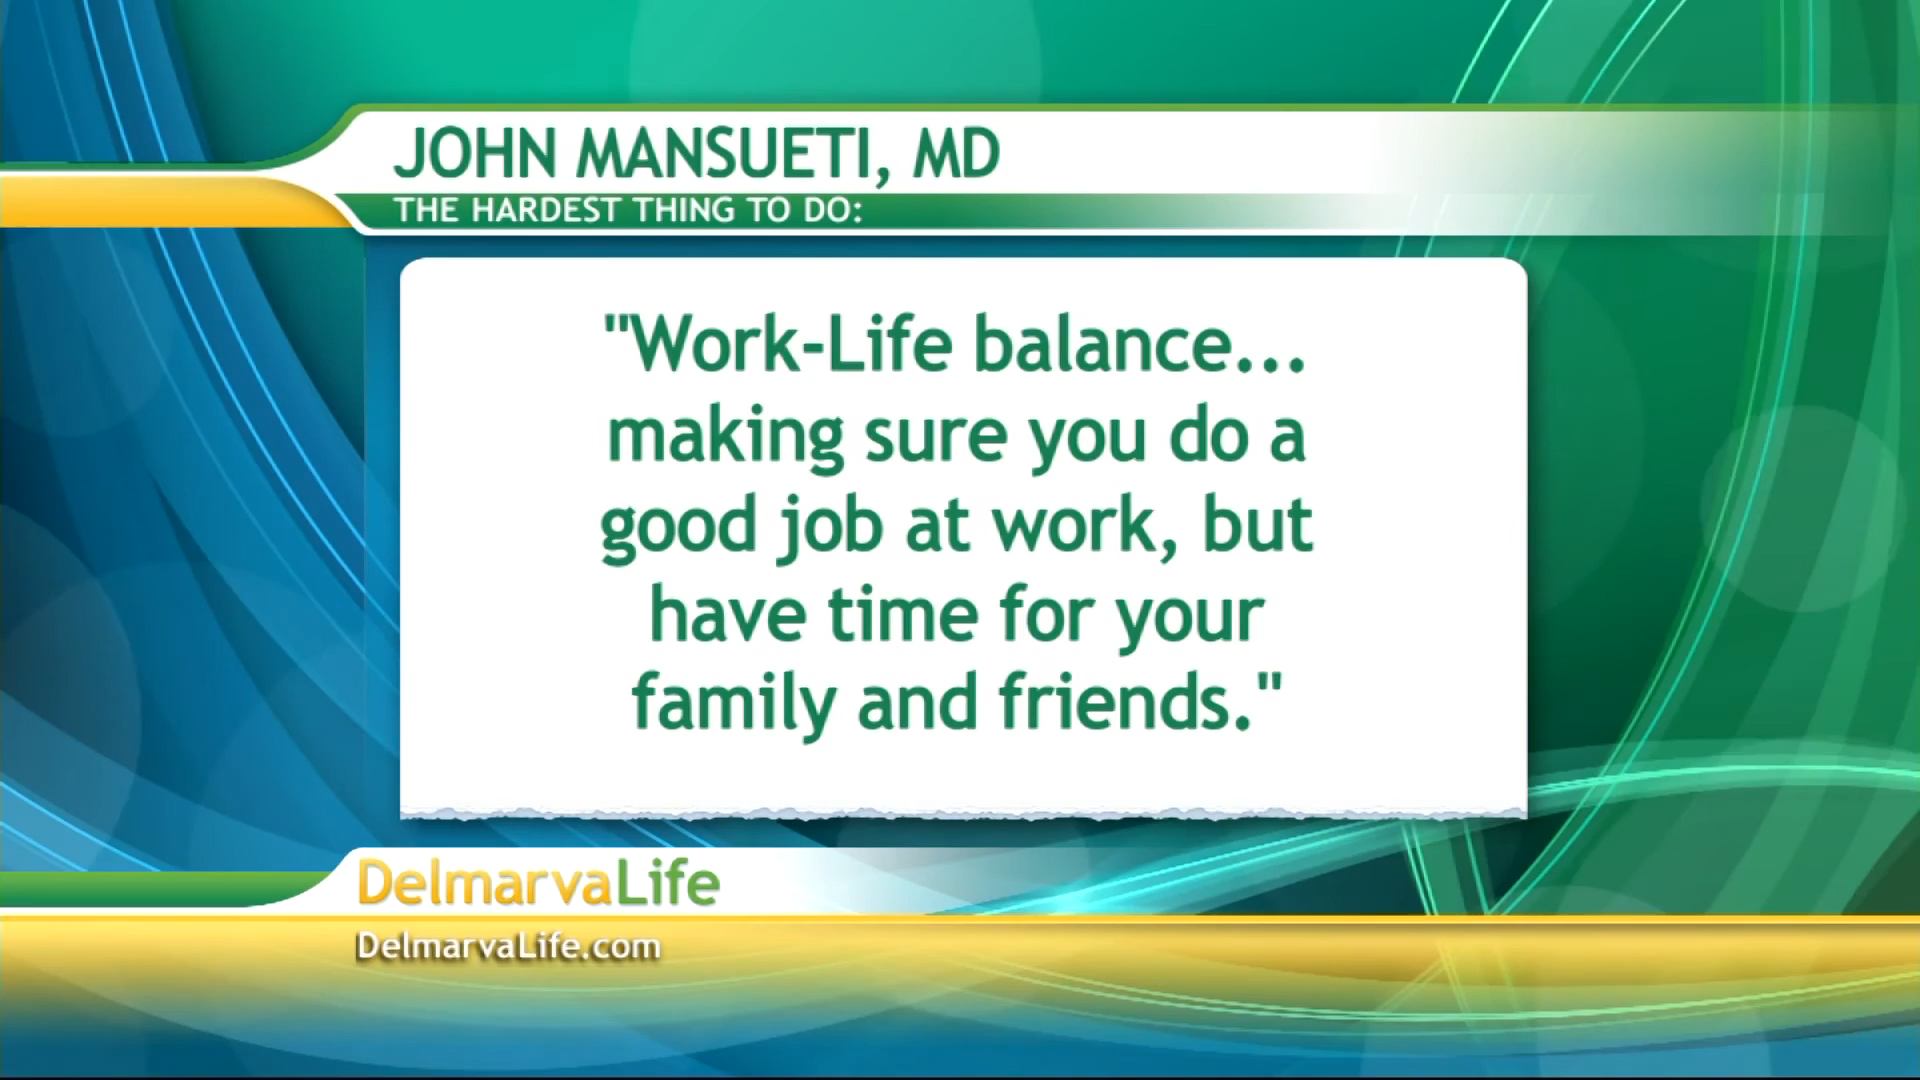 JOHN MANSUETI, MD
THE HARDEST THING TO DO:
"Work-Life balance...
making sure you do a
good job at work, but
have time for your
family and friends."
DelmarvaLife
DelmarvaLife.com